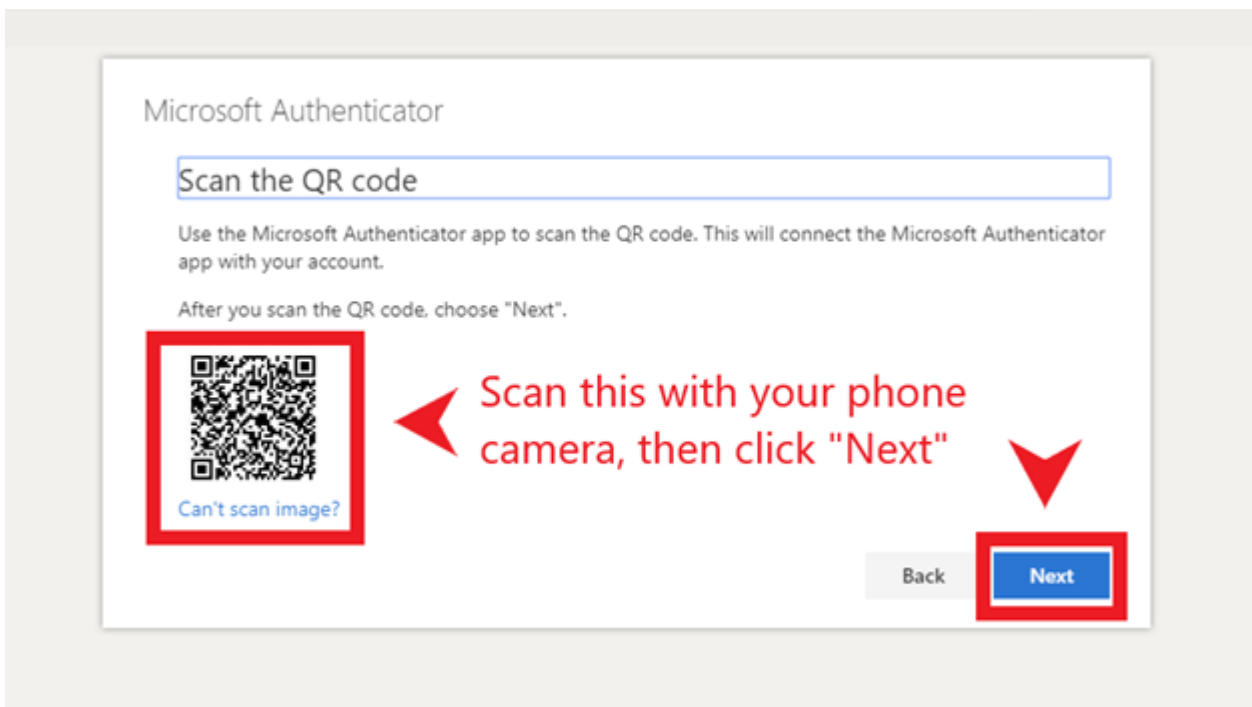 Microsoft Authenticator
Scan the QR code
Use the Microsoft Authenticator app to scan the QR code. This will connect the Microsoft Authenticator
app with your account.
After you scan the QR code, choose "Next".
Scan this with your phone
camera, then click "Next"
Can't scan image?
Back
Next